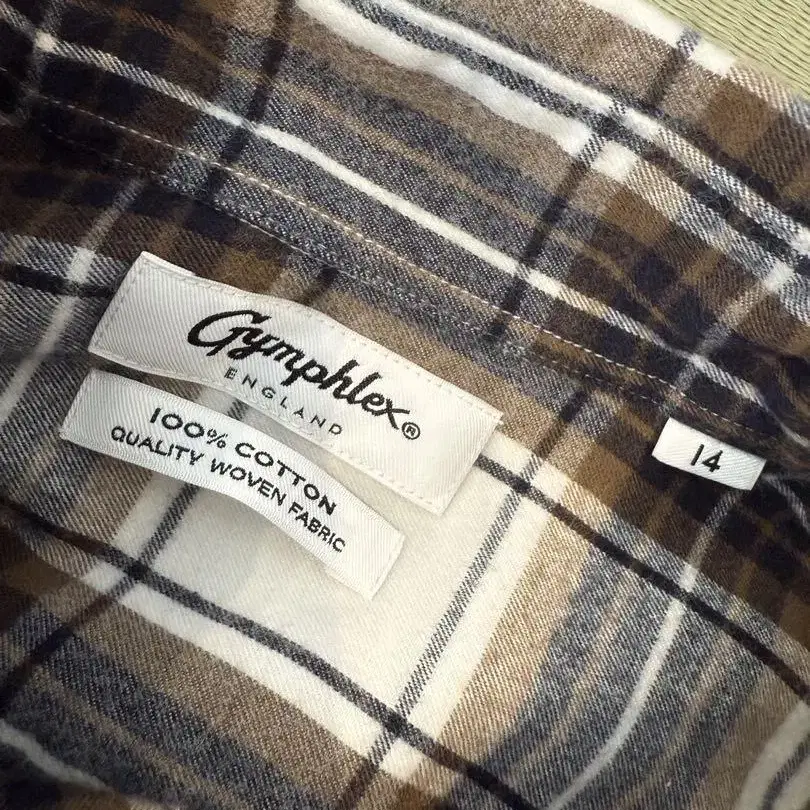 Gymphlex®
ENGLAND
100% COTTON
QUALITY WOVEN FABRIC
14